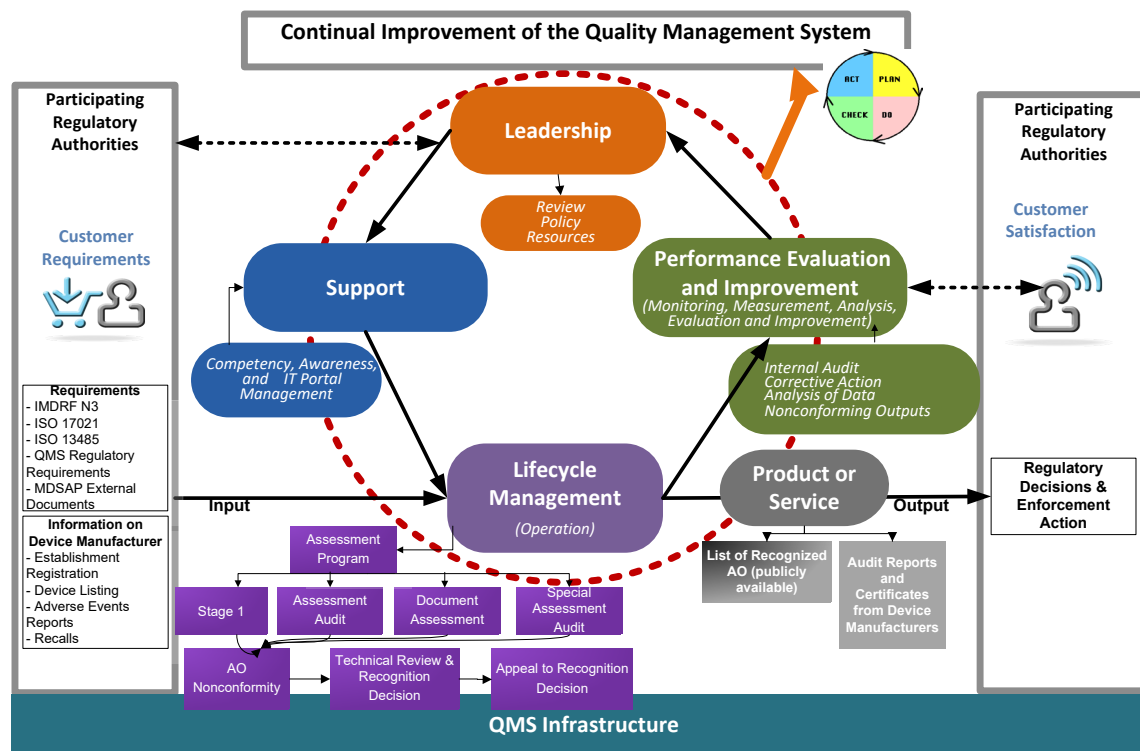 Continual Improvement of the Quality Management System
ACT
PLAN
CHECK
DO
Participating
Regulatory
Authorities
Customer
Requirements
Requirements
- IMDRF N3
- ISO 17021
- ISO 13485
- QMS Regulatory
Requirements
- MDSAP External
Documents
Information on
Device Manufacturer
- Establishment
Registration
- Device Listing
- Adverse Events
Reports
- Recalls
Leadership
Review
Policy
Resources
Support
Competency, Awareness,
and IT Portal
Management
Performance Evaluation
and Improvement
(Monitoring, Measurement, Analysis,
Evaluation and Improvement)
Internal Audit
Corrective Action
Analysis of Data
Nonconforming Outputs
Input
Lifecycle
Management
(Operation)
Product or
Service
Output
Assessment
Program
Stage 1
Assessment
Audit
Document
Assessment
Special
Assessment
Audit
AO
Nonconformity
Technical Review &
Recognition
Decision
Appeal to Recognition
Decision
List of Recognized
AO (publicly
available)
Audit Reports
and
Certificates
from Device
Manufacturers
Participating
Regulatory
Authorities
Customer
Satisfaction
Regulatory
Decisions &
Enforcement
Action
QMS Infrastructure